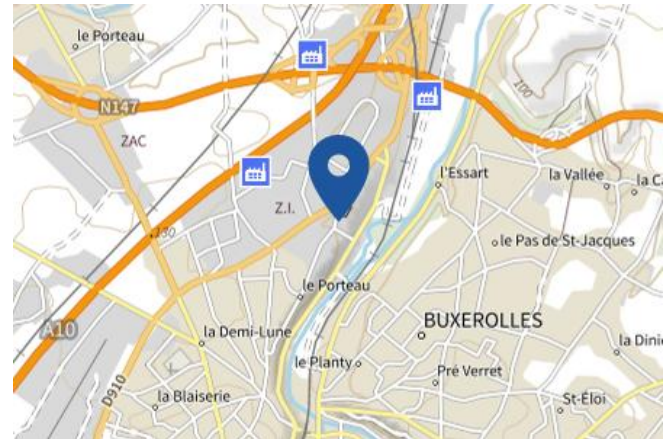 le Porteau
N147
100
ZAC
l'Essart
la Vallée
la Ca
Z.I.
130
le Pas de St-Jacques
le Porteau
A10
la Demi-Lune
BUXEROLLES
la Dini
le Planty
Pré Verret
D910
la Blaiserie
St-Éloi